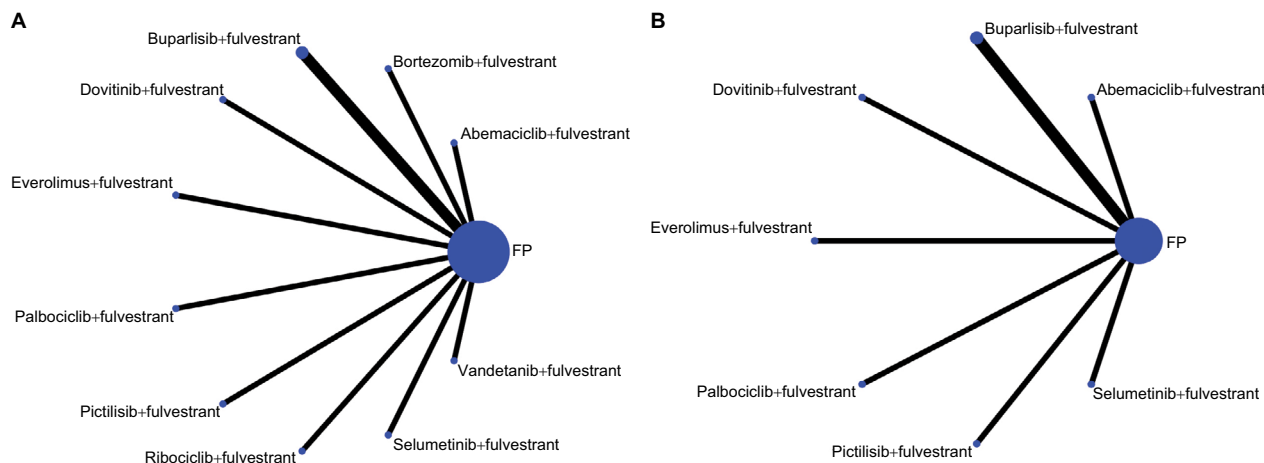 A
Buparlisib+fulvestrant
Bortezomib+fulvestrant
Dovitinib+fulvestrant
Abemaciclib+fulvestrant
Everolimus+fulvestrant
FP
Palbociclib+fulvestrant
Vandetanib+fulvestrant
Pictilisib+fulvestrant
Selumetinib+fulvestrant
Ribociclib+fulvestrant
B
Buparlisib+fulvestrant
Dovitinib+fulvestrant
Abemaciclib+fulvestrant
Everolimus+fulvestrant
FP
Palbociclib+fulvestrant
Selumetinib+fulvestrant
Pictilisib+fulvestrant